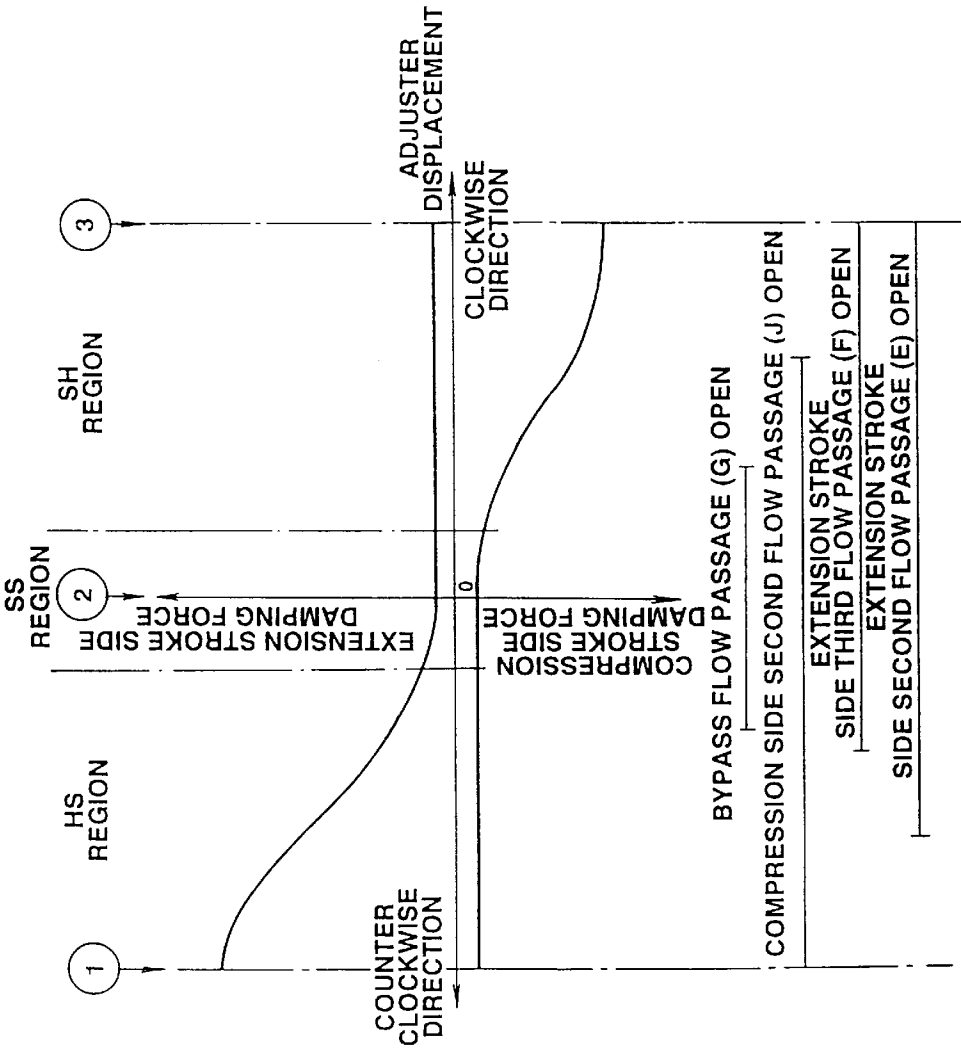 HS
REGION
SS
REGION
SH
REGION
1
2
3
EXTENSION STROKE SIDE
DAMPING FORCE
ADJUSTER
DISPLACEMENT
COUNTER
CLOCKWISE
DIRECTION
0
CLOCKWISE
DIRECTION
COMPRESSION
STROKE SIDE
DAMPING FORCE
BYPASS FLOW PASSAGE (G) OPEN
COMPRESSION SIDE SECOND FLOW PASSAGE (J) OPEN
EXTENSION STROKE
SIDE THIRD FLOW PASSAGE (F) OPEN
EXTENSION STROKE
SIDE SECOND FLOW PASSAGE (E) OPEN